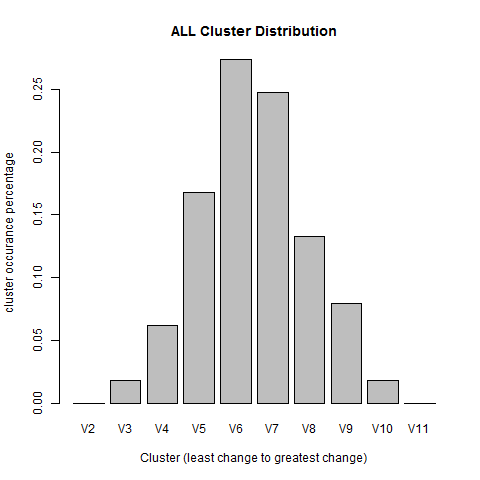 ALL Cluster Distribution
cluster occurance percentage
0.25
0.20
0.15
0.10
0.05
0.00
V2 V3 V4 V5 V6 V7 V8 V9 V10 V11
Cluster (least change to greatest change)